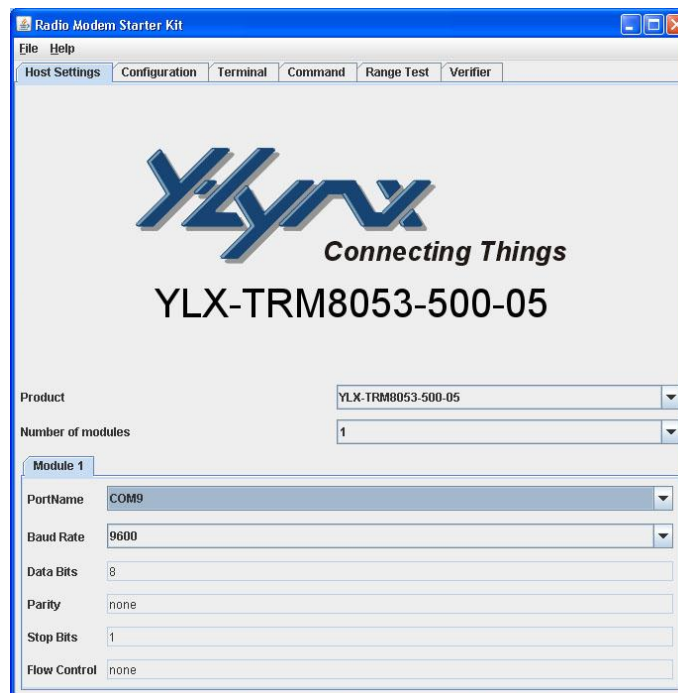 Radio Modem Starter Kit
File Help
Host Settings Configuration Terminal Command Range Test Verifier
YLynx
Connecting Things
YLX-TRM8053-500-05
Product YLX-TRM8053-500-05
Number of modules 1
Module 1
PortName COM9
Baud Rate 9600
Data Bits 8
Parity none
Stop Bits 1
Flow Control none